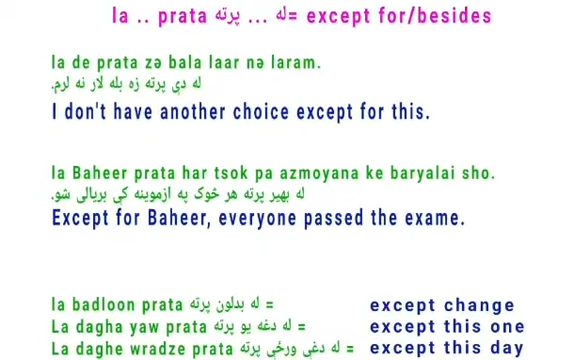 la .. prata له ... پرته= except for/besides
la de prata zə bala laar nə laram.
له دې پرته زه بله لار نه لرم.
I don't have another choice except for this.
la Baheer prata har tsok pa azmoyana ke baryalai sho.
له بهیر پرته هر څوک په ازموینه کې بریالی شو.
Except for Baheer, everyone passed the exame.
la badloon prata له بدلون پرته = except change
La dagha yaw prata له دغه یو پرته = except this one
La daghe wradze prata له دغې ورځې پرته = except this day